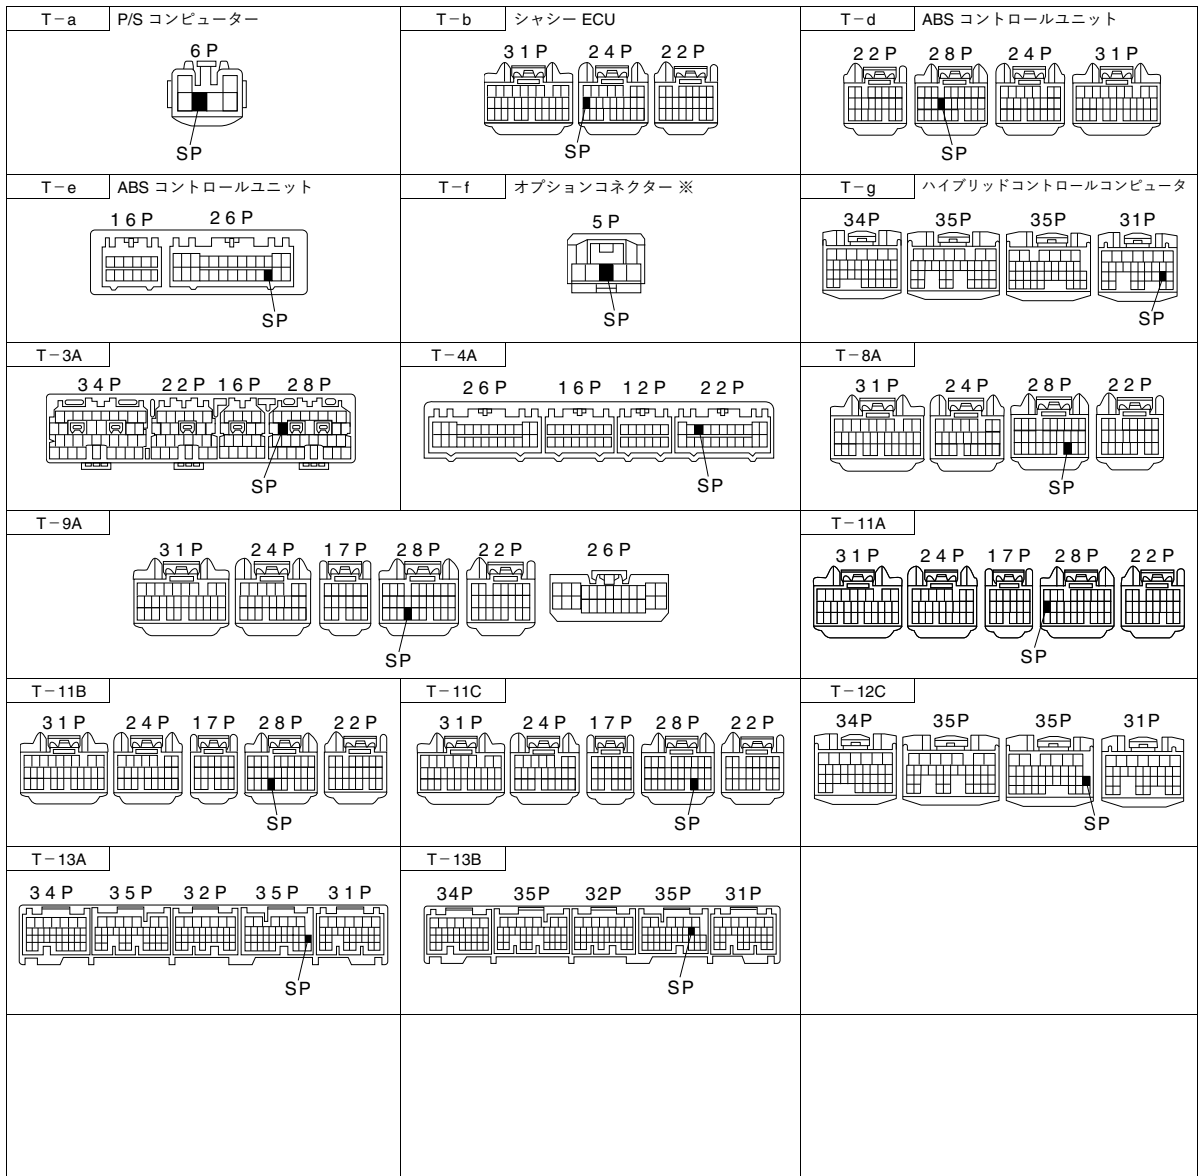 T－a P/S コンピューター
6P
SP
T－b シャシー ECU
31P 24P 22P
SP
T－d ABS コントロールユニット
22P 28P 24P 31P
SP
T－e ABS コントロールユニット
16P 26P
SP
T－f オプションコネクター ※
5P
SP
T－g ハイブリッドコントロールコンピュータ
34P 35P 35P 31P
SP
T－3A
34P 22P 16P 28P
SP
T－4A
26P 16P 12P 22P
SP
T－8A
31P 24P 28P 22P
SP
T－9A
31P 24P 17P 28P 22P 26P
SP
T－11A
31P 24P 17P 28P 22P
SP
T－11B
31P 24P 17P 28P 22P
SP
T－11C
31P 24P 17P 28P 22P
SP
T－12C
34P 35P 35P 31P
SP
T－13A
34P 35P 32P 35P 31P
SP
T－13B
34P 35P 32P 35P 31P
SP